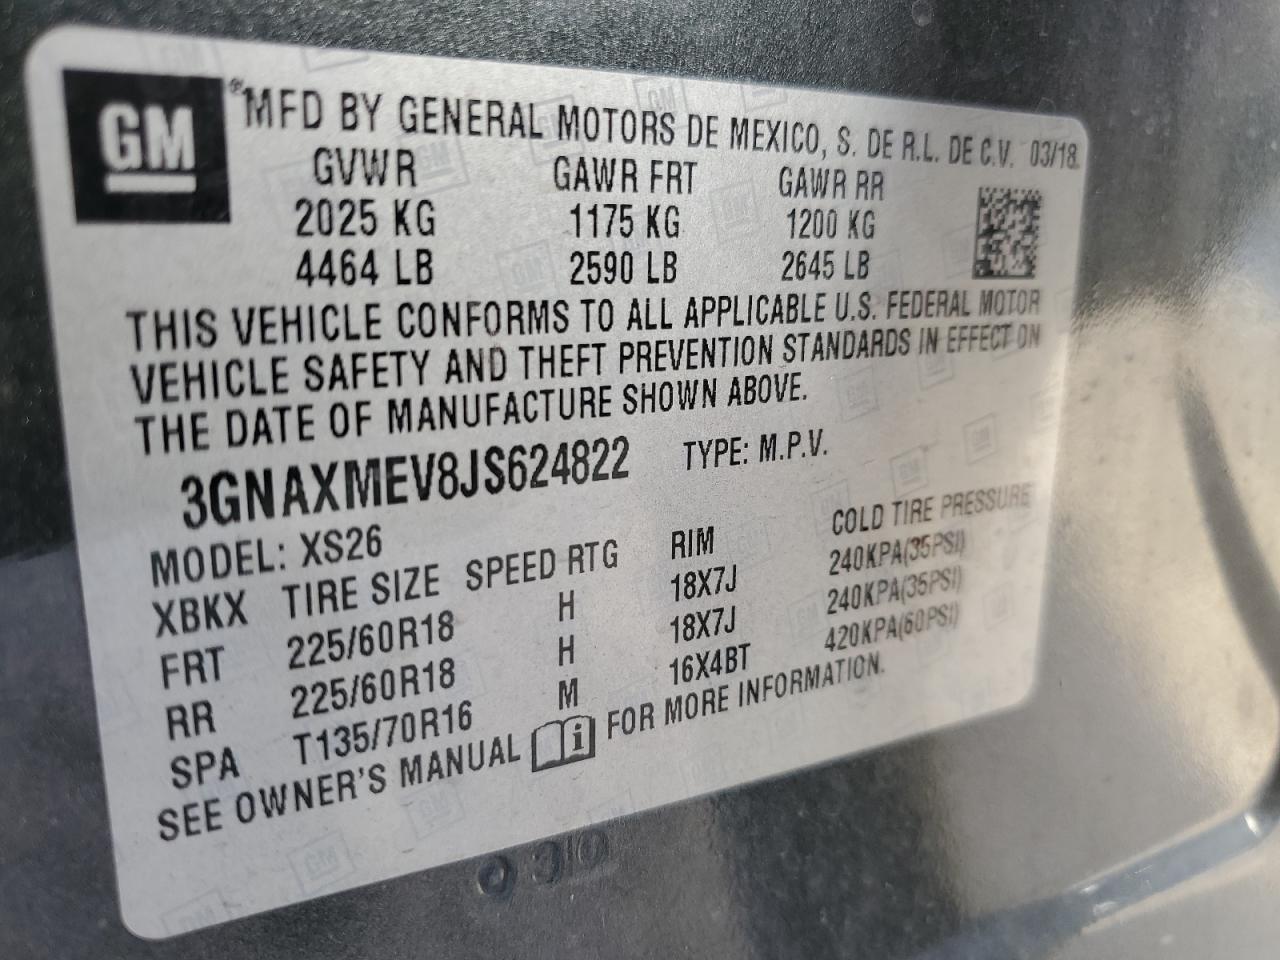 GM
®MFD BY GENERAL MOTORS DE MEXICO, S. DE R.L. DE C.V. 03/18
GVWR GAWR FRT GAWR RR
2025 KG 1175 KG 1200 KG
4464 LB 2590 LB 2645 LB
THIS VEHICLE CONFORMS TO ALL APPLICABLE U.S. FEDERAL MOTOR
VEHICLE SAFETY AND THEFT PREVENTION STANDARDS IN EFFECT ON
THE DATE OF MANUFACTURE SHOWN ABOVE.
3GNAXMEV8JS624822 TYPE: M.P.V.
MODEL: XS26
XBKX TIRE SIZE SPEED RTG RIM COLD TIRE PRESSURE
FRT 225/60R18 H 18X7J 240KPA(35PSI)
RR 225/60R18 H 18X7J 240KPA(35PSI)
SPA T135/70R16 M 16X4BT 420KPA(60PSI)
SEE OWNER'S MANUAL i FOR MORE INFORMATION.